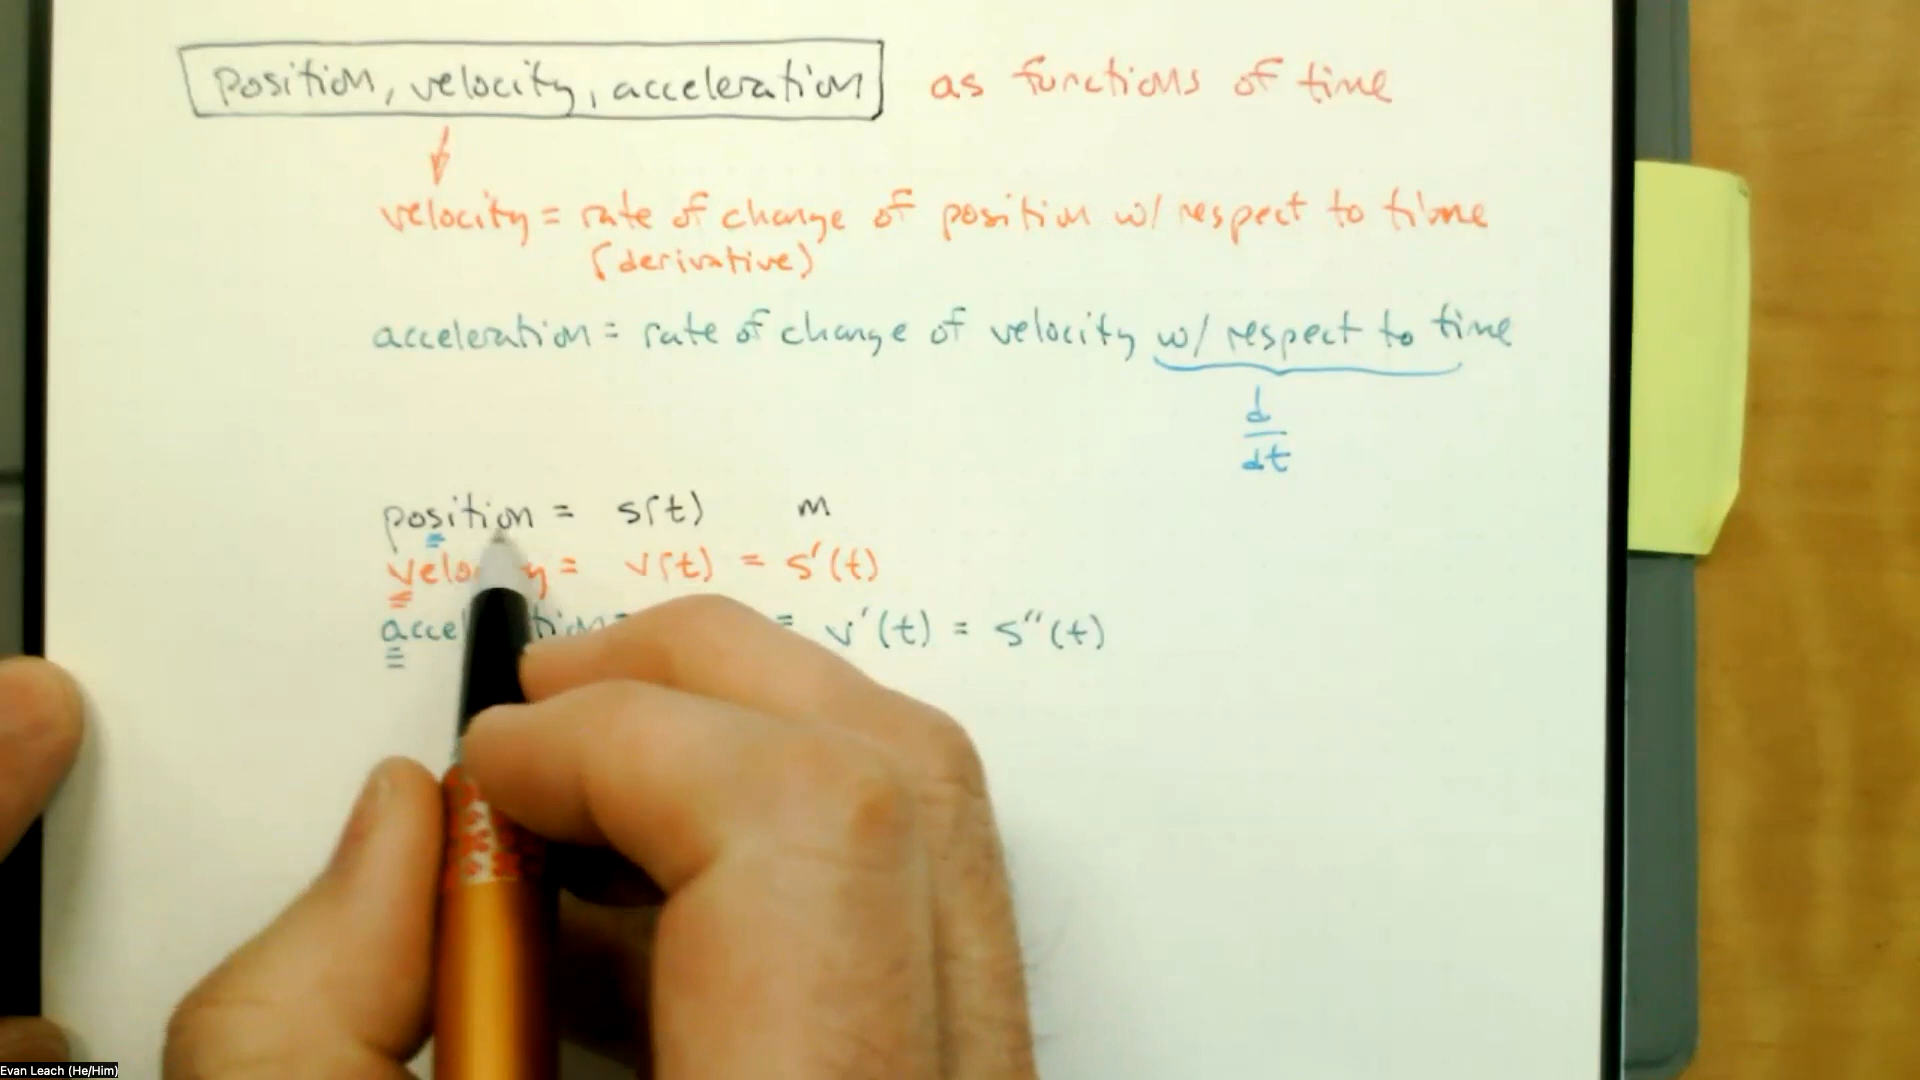 position, velocity, acceleration as functions of time
velocity = rate of change of position w/ respect to time
(derivative)
acceleration = rate of change of velocity w/ respect to time
d
dt
position = s(t) m
= v(t) = s'(t)
= v'(t) = s"(t)
Evan Leach (He/Him)